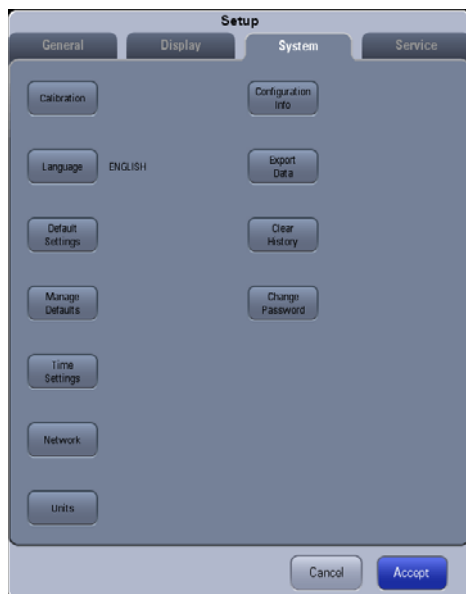 Setup
General
Display
System
Service
Calibration
Configuration
Info
Language
ENGLISH
Export
Data
Default
Settings
Clear
History
Manage
Defaults
Change
Password
Time
Settings
Network
Units
Cancel
Accept